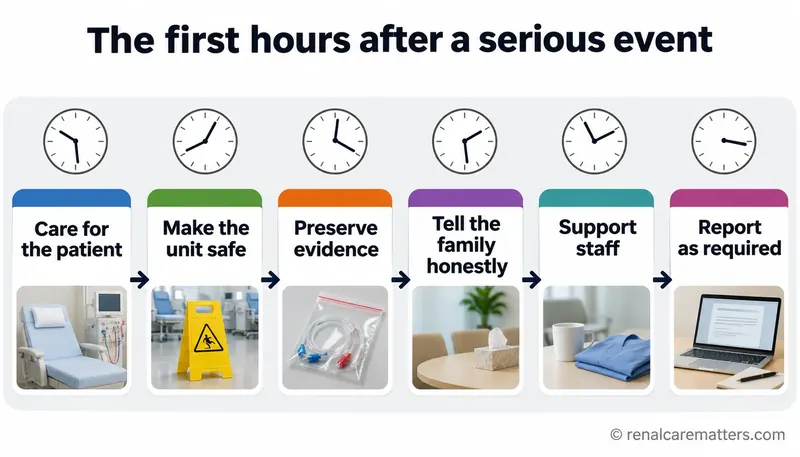 The first hours after a serious event
Care for
the patient
Make the
unit safe
Preserve
evidence
Tell the
family
honestly
Support
staff
Report
as required
© renalcarematters.com